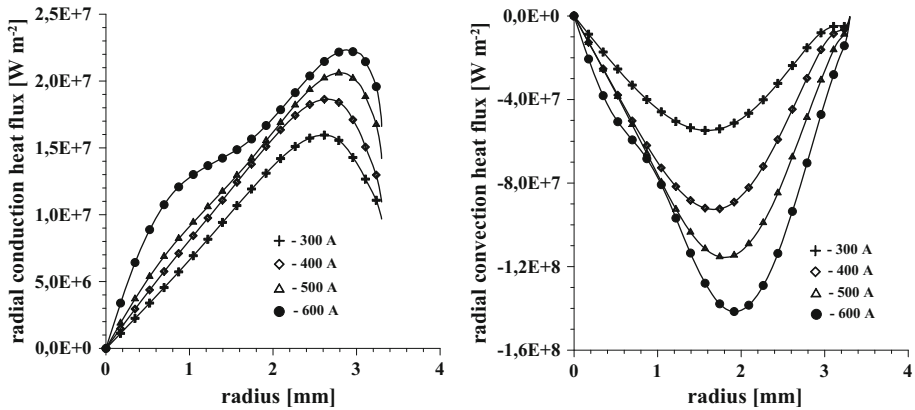 radial conduction heat flux [W m-2]
2,5E+7
2,0E+7
1,5E+7
1,0E+7
5,0E+6
0,0E+0
0 1 2 3 4
radius [mm]
- 300 A
- 400 A
- 500 A
- 600 A
radial convection heat flux [W m-2]
0,0E+0
-4,0E+7
-8,0E+7
-1,2E+8
-1,6E+8
0 1 2 3 4
radius [mm]
- 300 A
- 400 A
- 500 A
- 600 A